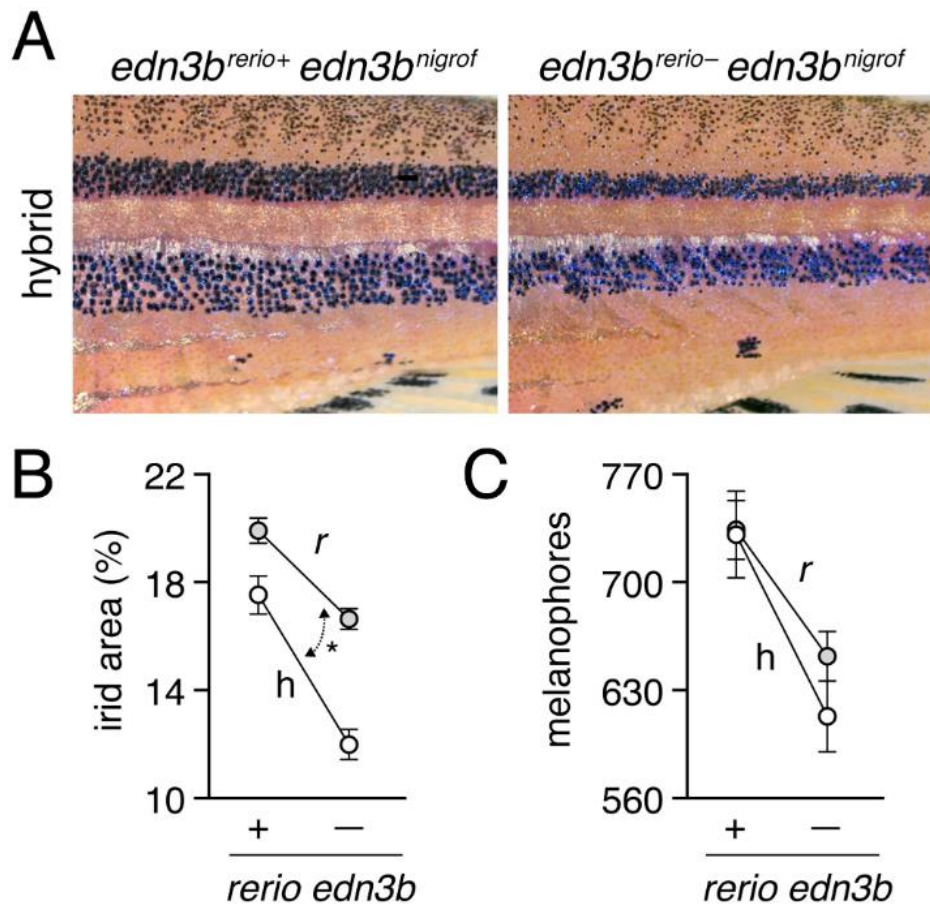 A
edn3b^rerio+ edn3b^nigrof
edn3b^rerio– edn3b^nigrof
hybrid
B
22
18
14
10
irid area (%)
r
*
h
+
—
rerio edn3b
C
770
700
630
560
melanophores
r
h
+
—
rerio edn3b